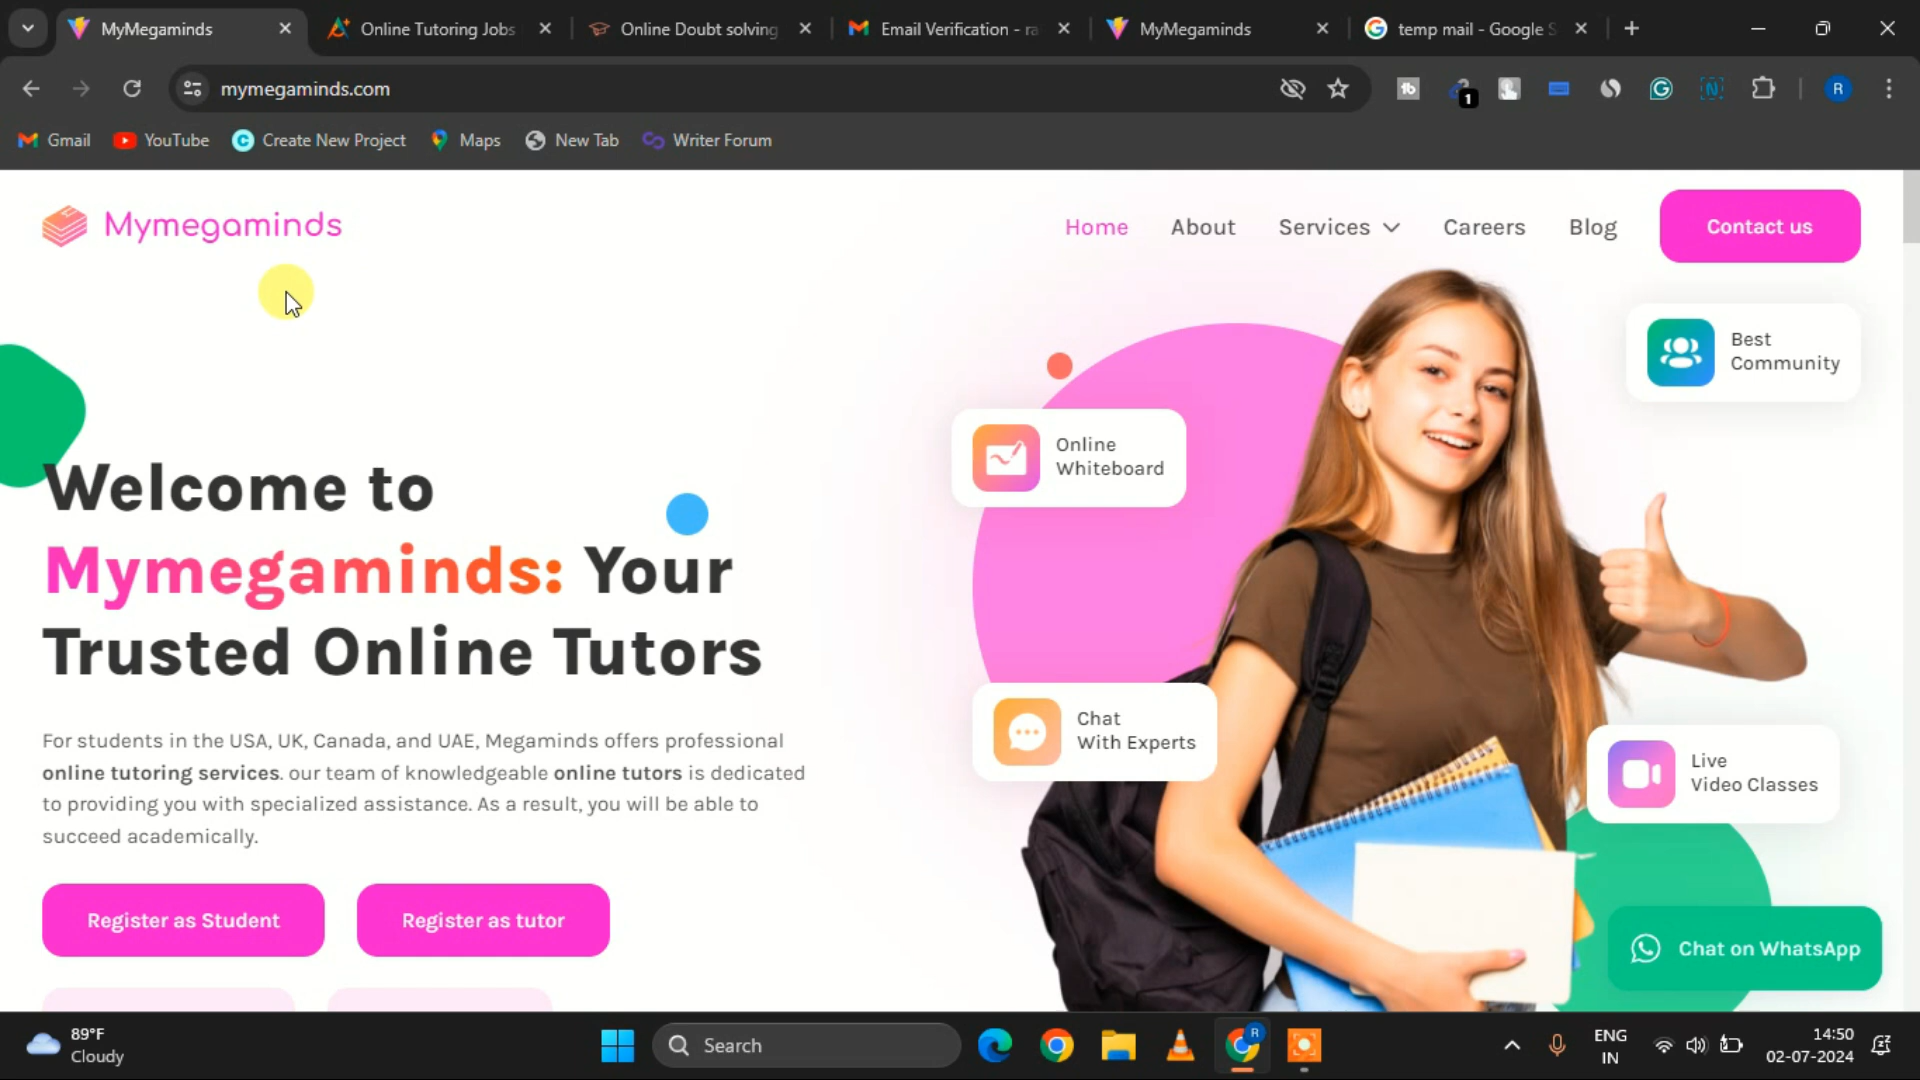 MyMegaminds
Online Tutoring Jobs
Online Doubt solving
Email Verification - ra
MyMegaminds
temp mail - Google S
mymegaminds.com
1
R
Gmail
YouTube
Create New Project
Maps
New Tab
Writer Forum
Mymegaminds
Home
About
Services
Careers
Blog
Contact us
Best
Community
Online
Whiteboard
Welcome to
Mymegaminds: Your
Trusted Online Tutors
Chat
With Experts
Live
Video Classes
For students in the USA, UK, Canada, and UAE, Megaminds offers professional
online tutoring services. our team of knowledgeable online tutors is dedicated
to providing you with specialized assistance. As a result, you will be able to
succeed academically.
Register as Student
Register as tutor
Chat on WhatsApp
89°F
Cloudy
Search
R
ENG
IN
14:50
02-07-2024